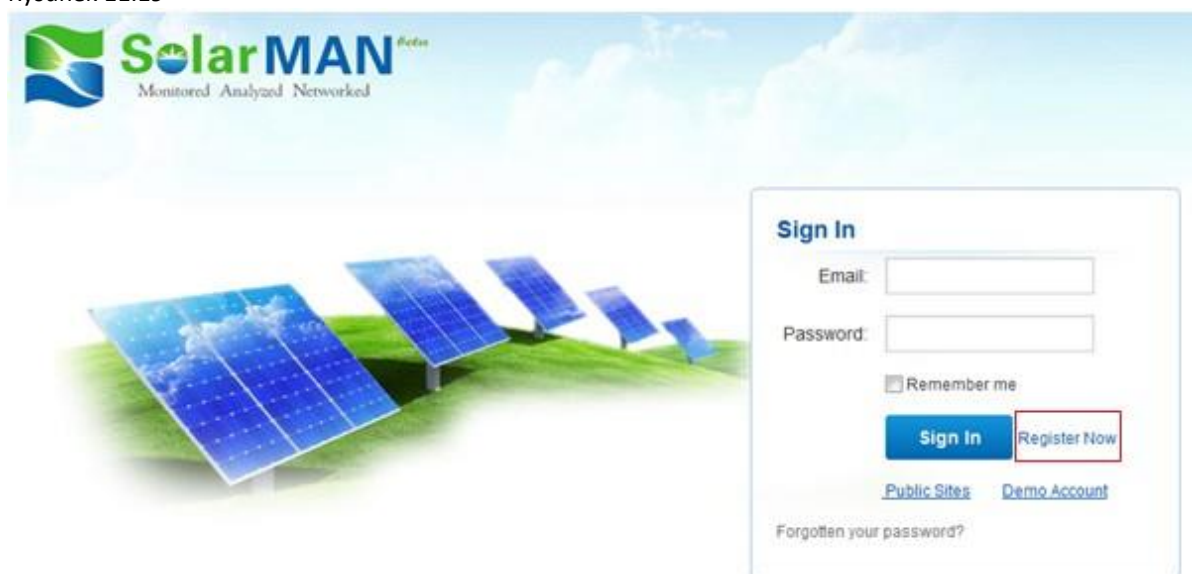 SolarMAN Beta
Monitored Analyzed Networked
Sign In
Email:
Password:
Remember me
Sign In Register Now
Public Sites Demo Account
Forgotten your password?